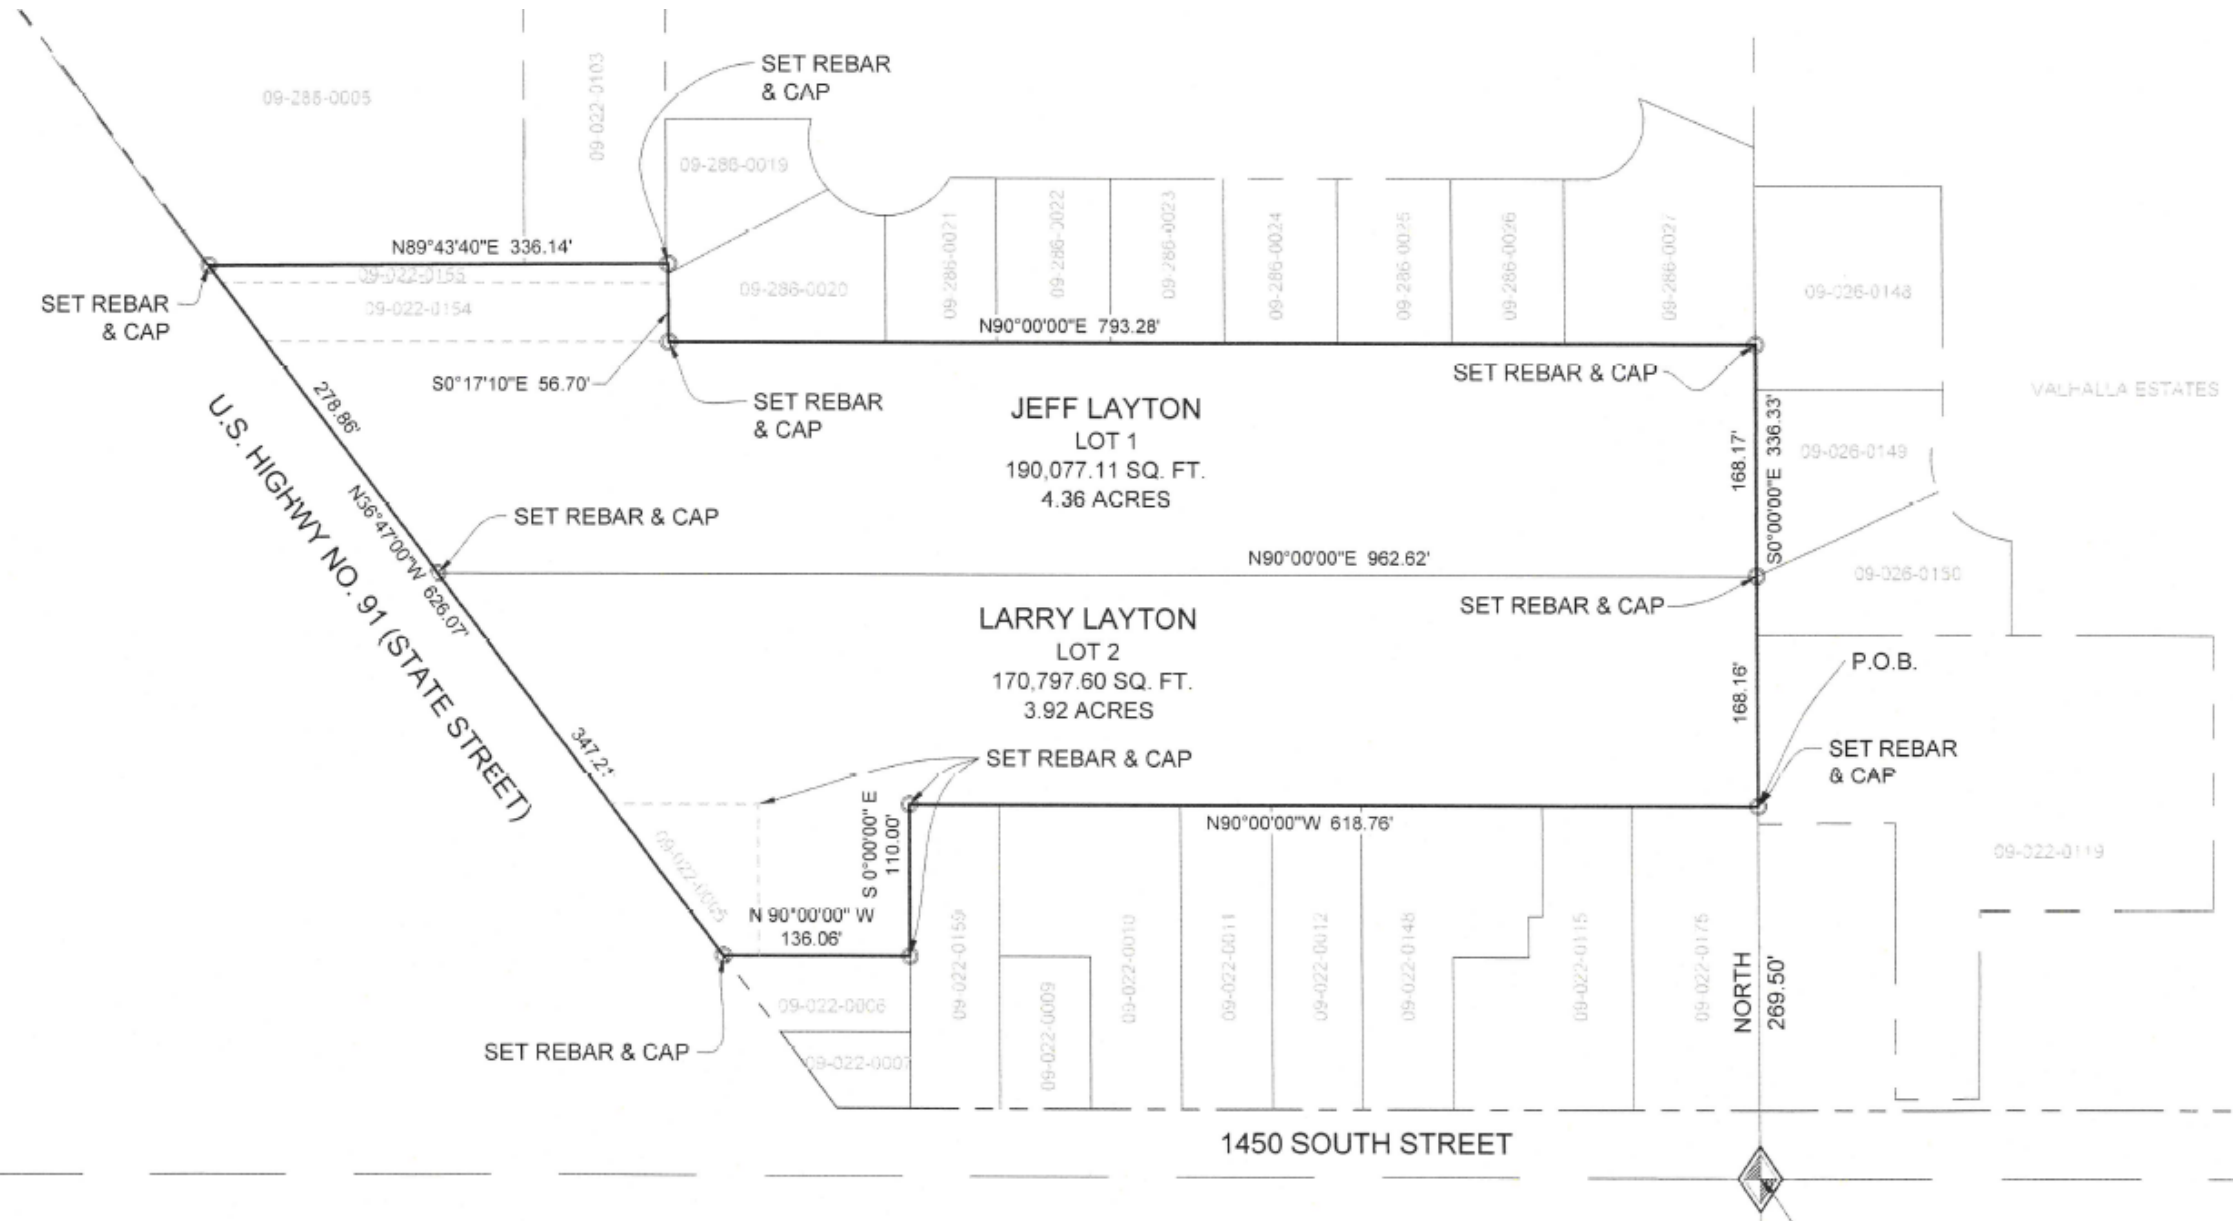 SET REBAR
& CAP
09-286-0005
09-022-0103
09-286-0019
N89°43'40"E 336.14'
09-022-0155
09-022-0154
SET REBAR
& CAP
09-286-0020
09-286-0021
09-286-0022
09-286-0023
09-286-0024
09-286-0025
09-286-0026
09-286-0027
09-026-0148
N90°00'00"E 793.28'
S0°17'10"E 56.70'
SET REBAR
& CAP
SET REBAR & CAP
VALHALLA ESTATES
278.86'
U.S. HIGHWY NO. 91 (STATE STREET)
N36°47'00"W 626.07'
JEFF LAYTON
LOT 1
190,077.11 SQ. FT.
4.36 ACRES
168.17'
S0°00'00"E 336.33'
09-026-0149
SET REBAR & CAP
N90°00'00"E 962.62'
09-026-0150
SET REBAR & CAP
LARRY LAYTON
LOT 2
170,797.60 SQ. FT.
3.92 ACRES
168.16'
P.O.B.
SET REBAR
& CAP
347.21'
SET REBAR & CAP
S 0°00'00" E
110.00'
N90°00'00"W 618.76'
09-022-0005
09-022-0119
N 90°00'00" W
136.06'
09-022-0159
09-022-0010
09-022-0011
09-022-0012
09-022-0148
09-022-0115
09-022-0175
NORTH
269.50'
09-022-0006
09-022-0009
SET REBAR & CAP
09-022-0007
1450 SOUTH STREET